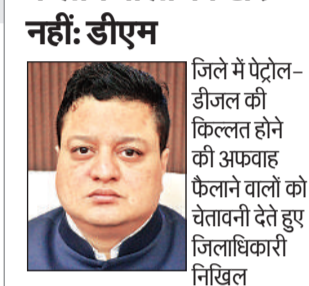 नहीं: डीएम
जिले में पेट्रोल-
डीजल की
किल्लत होने
की अफवाह
फैलाने वालों को
चेतावनी देते हुए
जिलाधिकारी
निखिल